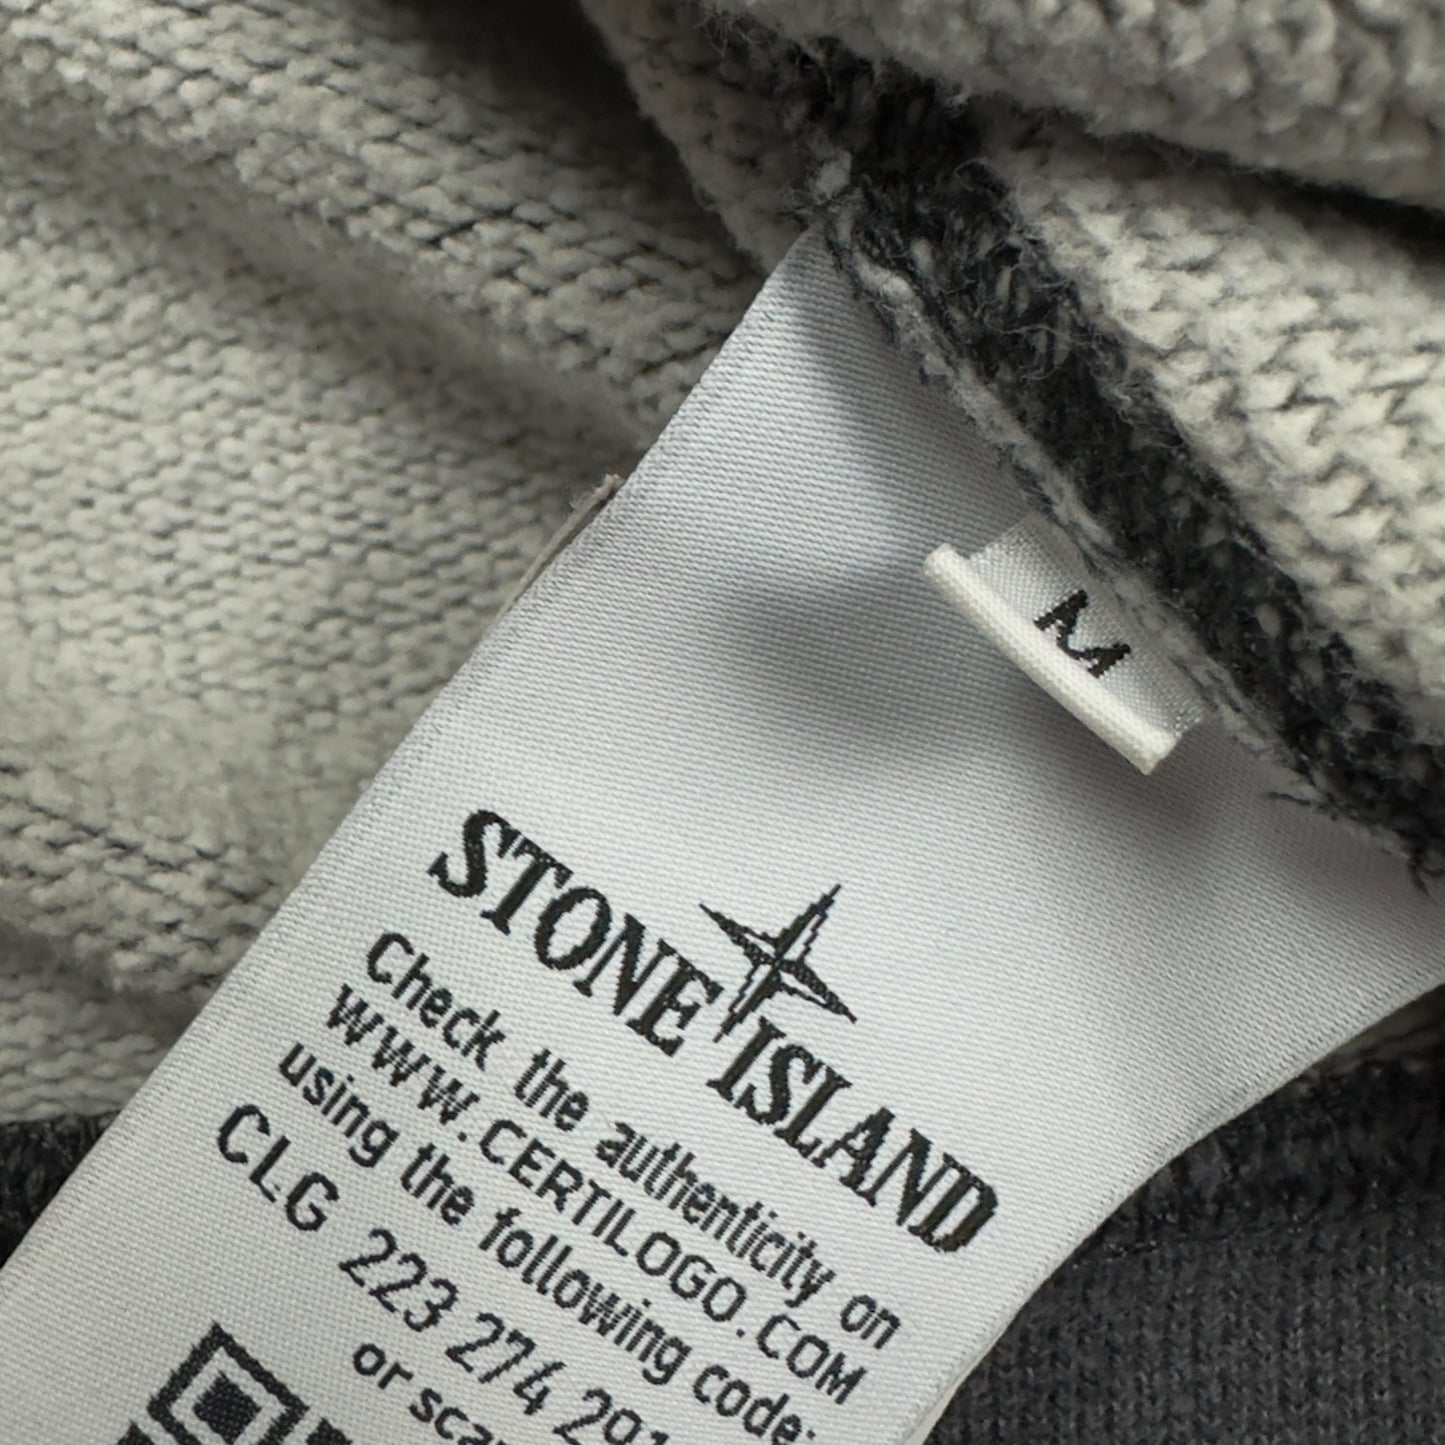 M
STONE ISLAND
Check the authenticity on
WWW.CERTILOGO.COM
using the following code:
CLG 223 274
or